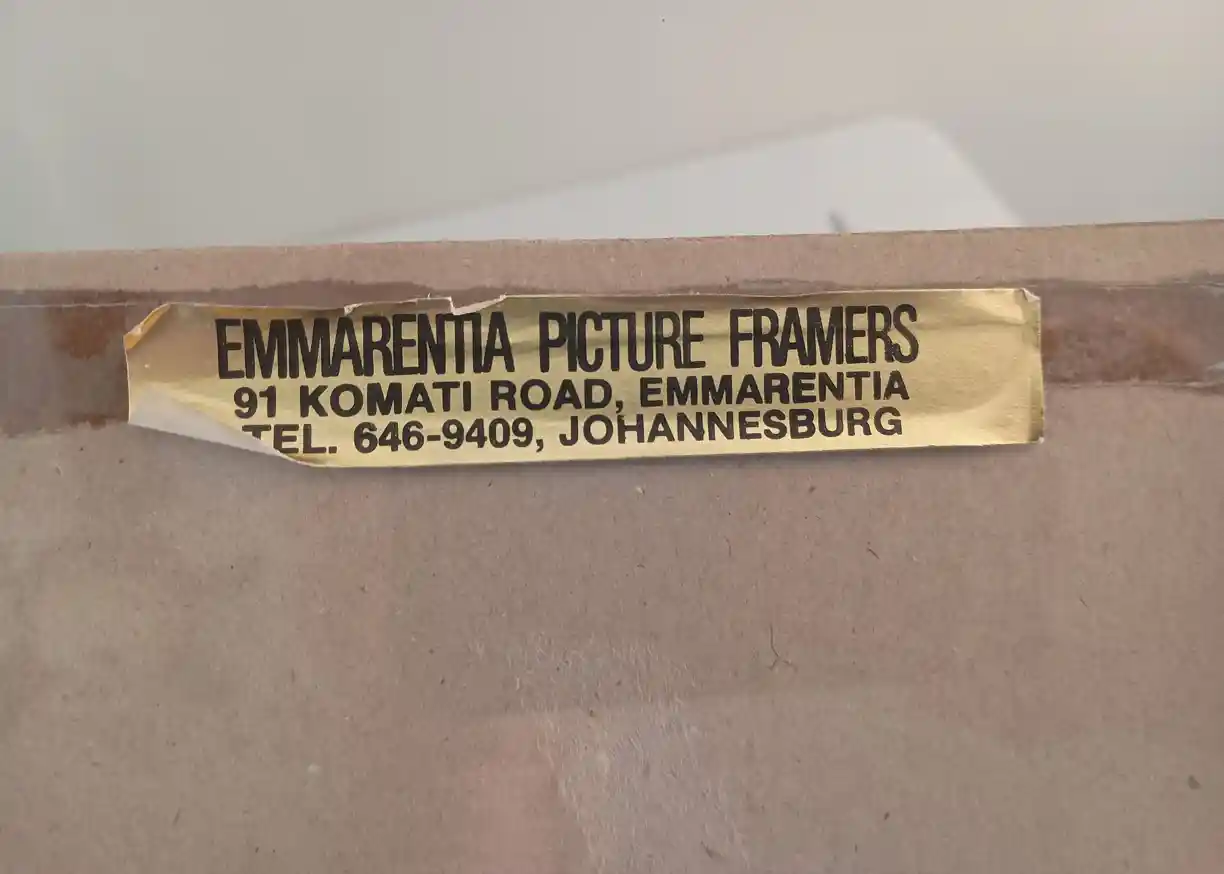 EMMARENTIA PICTURE FRAMERS
91 KOMATI ROAD, EMMARENTIA
TEL. 646-9409, JOHANNESBURG